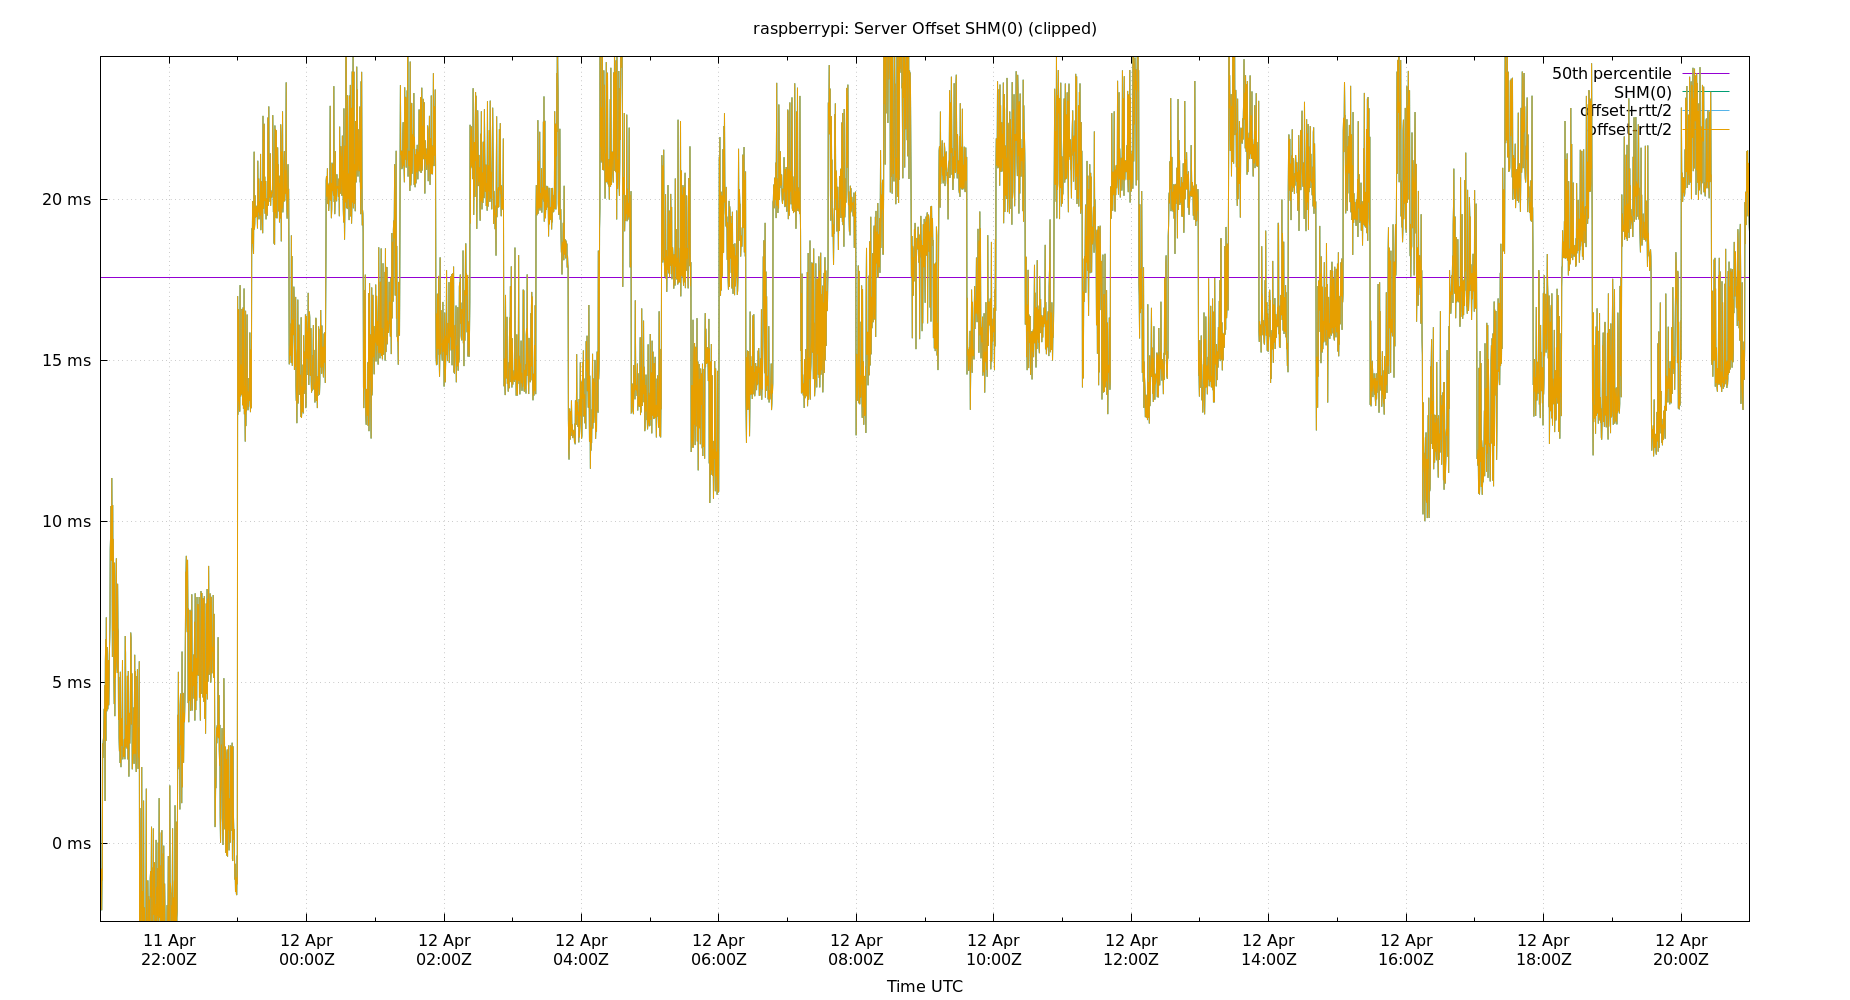 raspberrypi: Server Offset SHM(0) (clipped)
50th percentile
SHM(0)
offset+rtt/2
offset-rtt/2
20 ms
15 ms
10 ms
5 ms
0 ms
11 Apr 12 Apr 12 Apr 12 Apr 12 Apr 12 Apr 12 Apr 12 Apr 12 Apr 12 Apr 12 Apr 12 Apr
22:00Z 00:00Z 02:00Z 04:00Z 06:00Z 08:00Z 10:00Z 12:00Z 14:00Z 16:00Z 18:00Z 20:00Z
Time UTC